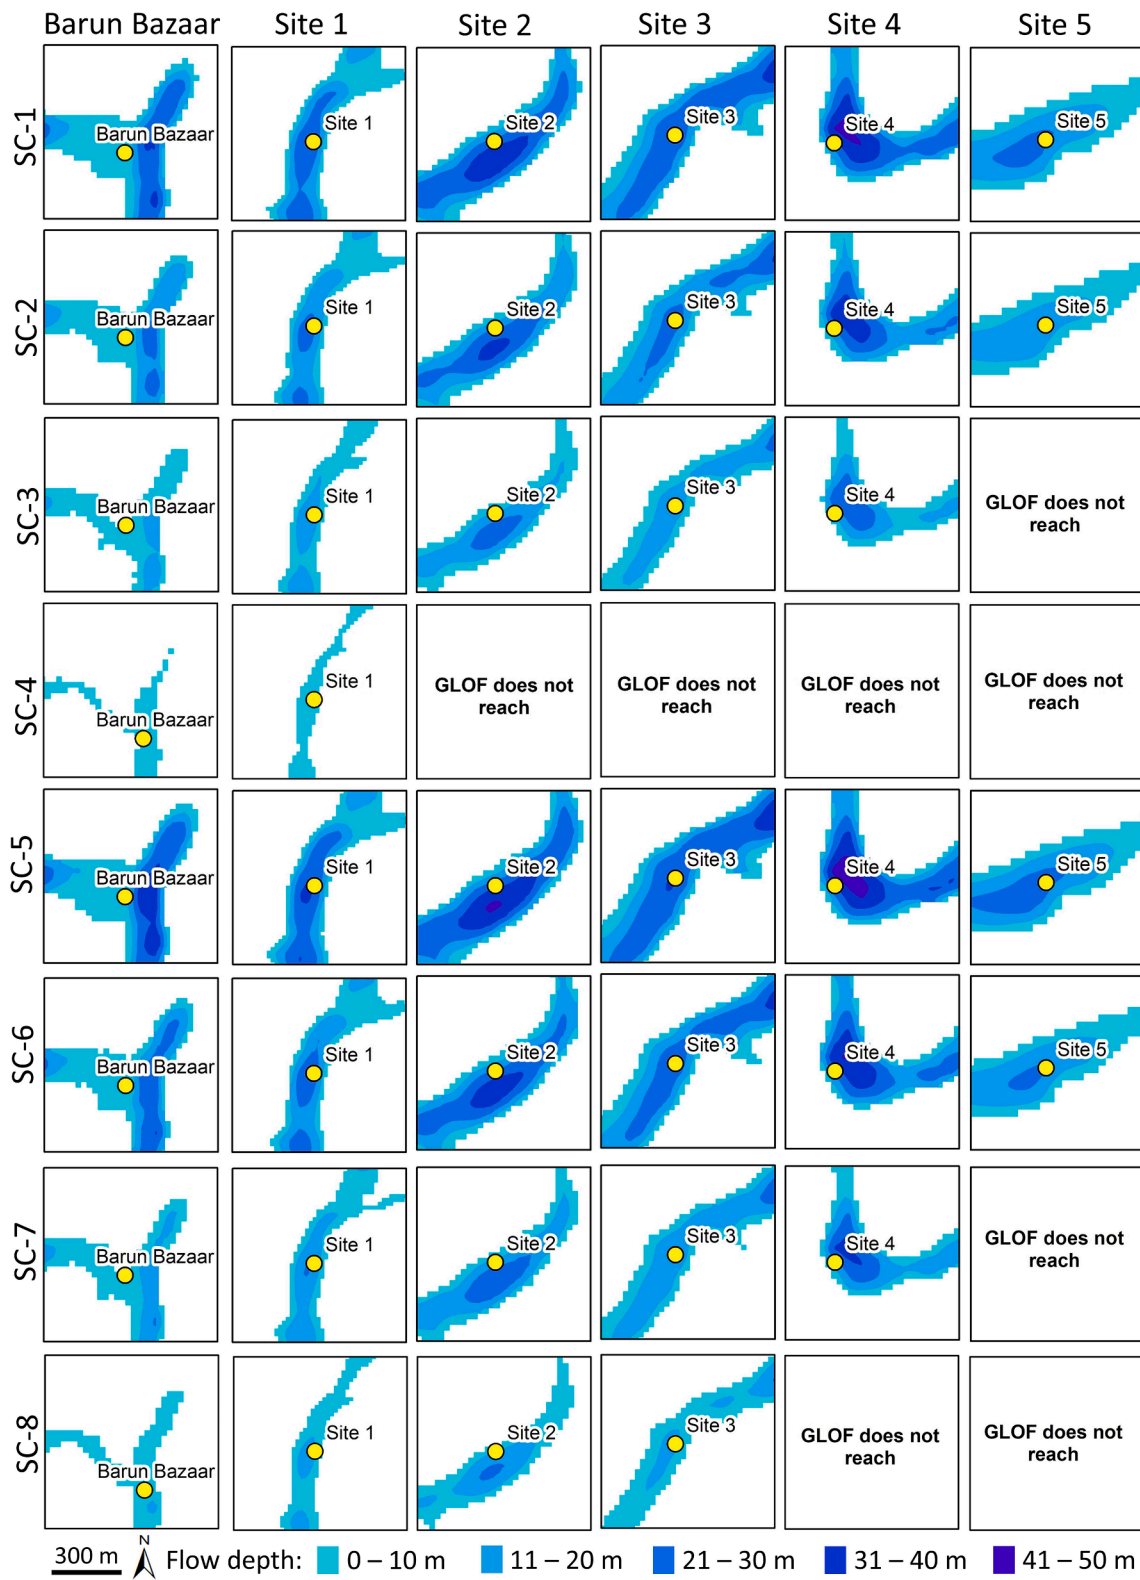 Barun Bazaar Site 1 Site 2 Site 3 Site 4 Site 5
SC-1
Barun Bazaar
Site 1
Site 2
Site 3
Site 4
Site 5
SC-2
Barun Bazaar
Site 1
Site 2
Site 3
Site 4
Site 5
SC-3
Barun Bazaar
Site 1
Site 2
Site 3
Site 4
GLOF does not
reach
SC-4
Barun Bazaar
Site 1
GLOF does not
reach
GLOF does not
reach
GLOF does not
reach
GLOF does not
reach
SC-5
Barun Bazaar
Site 1
Site 2
Site 3
Site 4
Site 5
SC-6
Barun Bazaar
Site 1
Site 2
Site 3
Site 4
Site 5
SC-7
Barun Bazaar
Site 1
Site 2
Site 3
Site 4
GLOF does not
reach
SC-8
Barun Bazaar
Site 1
Site 2
Site 3
GLOF does not
reach
GLOF does not
reach
300 m N Flow depth: 0 – 10 m 11 – 20 m 21 – 30 m 31 – 40 m 41 – 50 m